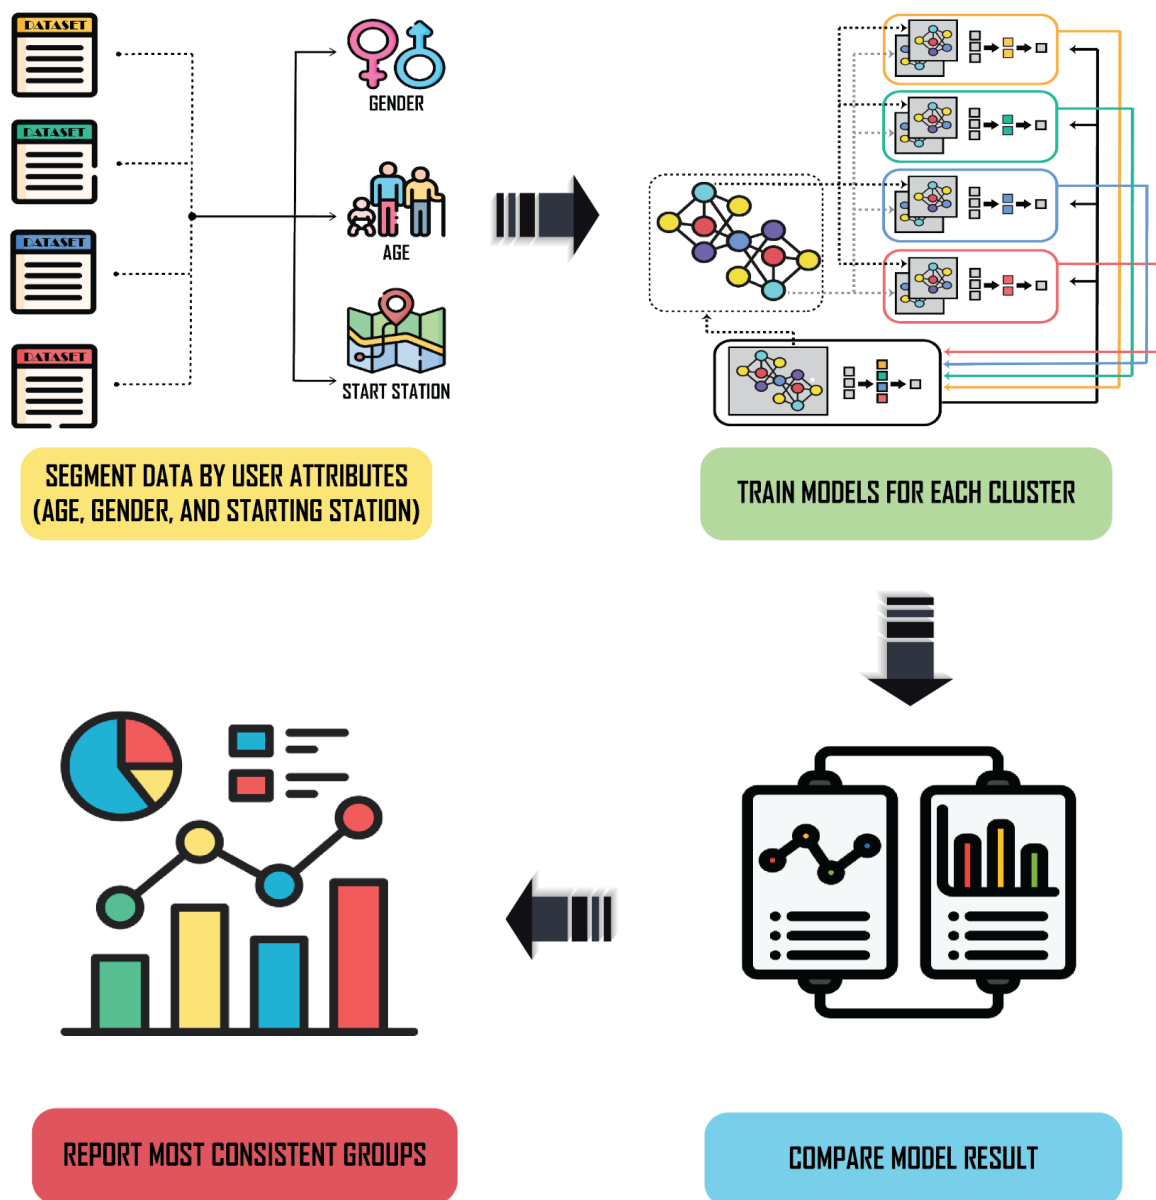 DATASET
DATASET
DATASET
DATASET
GENDER
AGE
START STATION
SEGMENT DATA BY USER ATTRIBUTES
(AGE, GENDER, AND STARTING STATION)
TRAIN MODELS FOR EACH CLUSTER
REPORT MOST CONSISTENT GROUPS
COMPARE MODEL RESULT